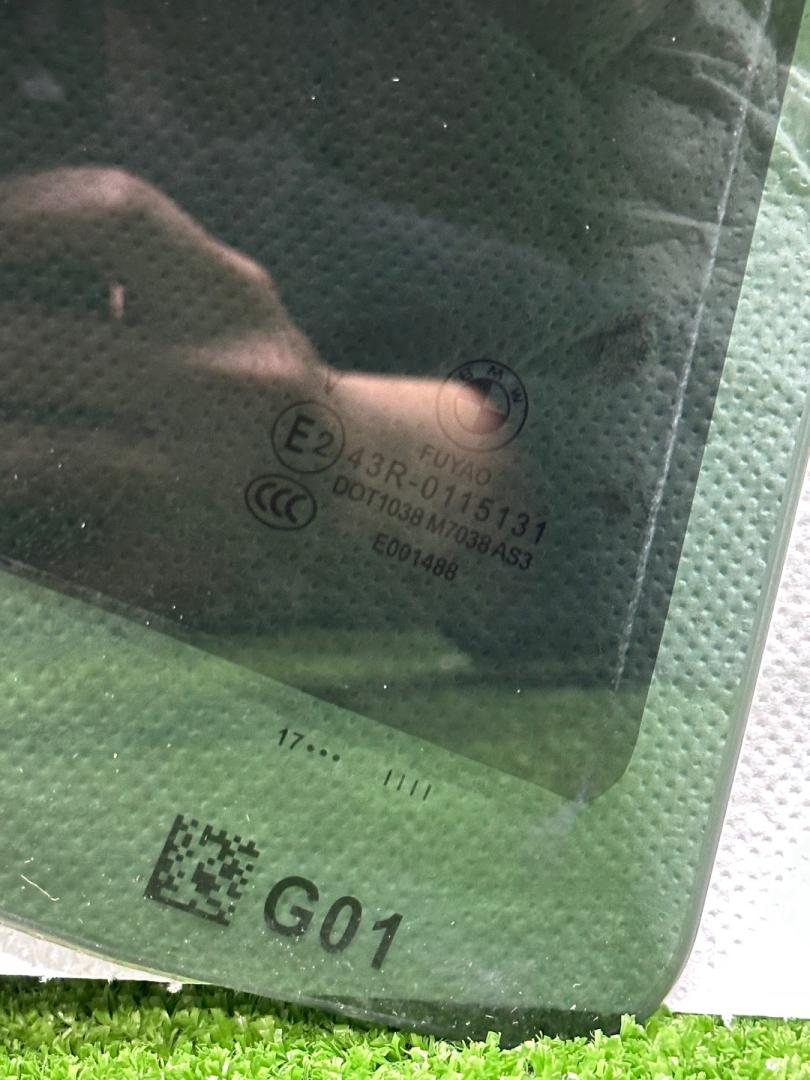 BMW
V
E2
FUYAO
43R-0115131
CCC
DOT1038 M7038 AS3
E001488
17•••
||||
G01